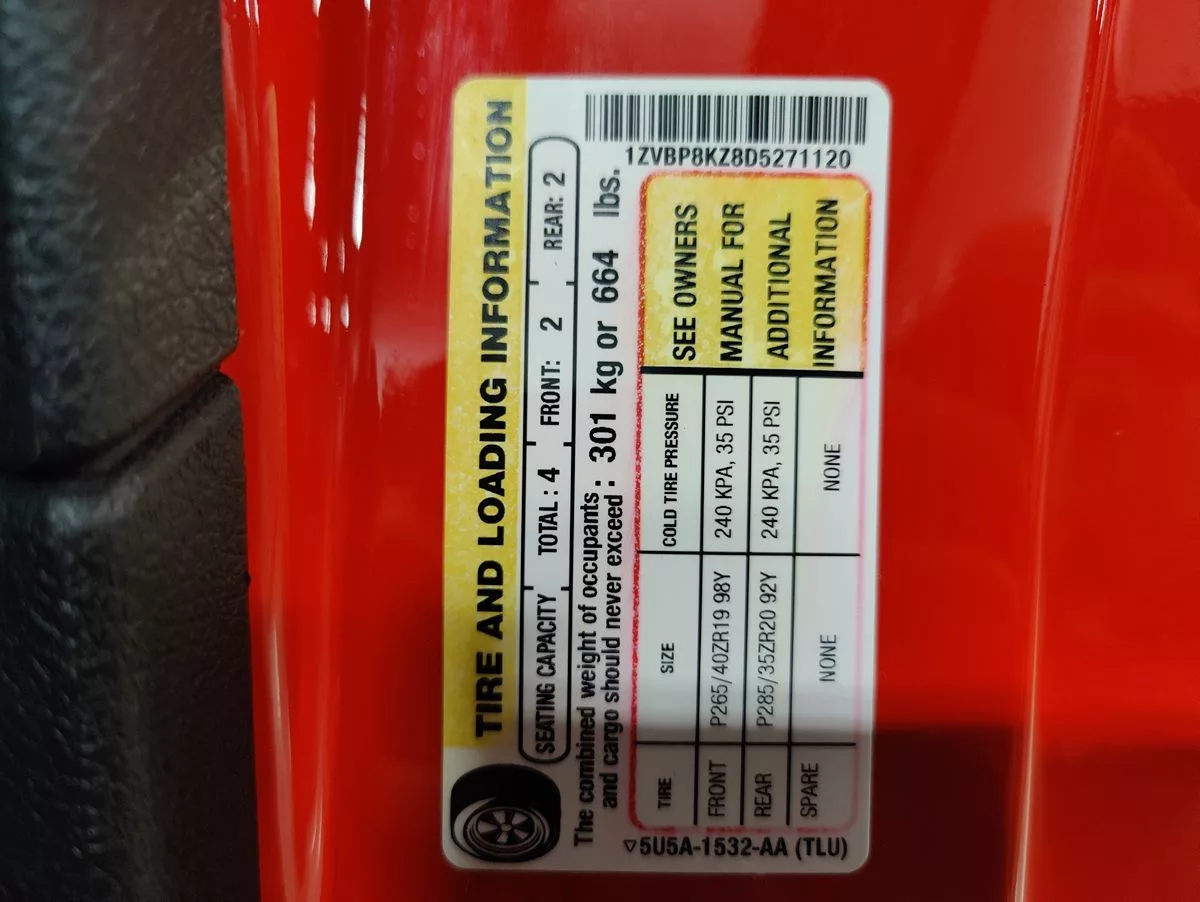 TIRE AND LOADING INFORMATION
SEATING CAPACITY TOTAL : 4 FRONT: 2 REAR: 2
The combined weight of occupants and cargo should never exceed : 301 kg or 664 lbs.
TIRE SIZE COLD TIRE PRESSURE
FRONT P265/40ZR19 98Y 240 KPA, 35 PSI
REAR P285/35ZR20 92Y 240 KPA, 35 PSI
SPARE NONE NONE
SEE OWNERS
MANUAL FOR
ADDITIONAL
INFORMATION
1ZVBP8KZ8D5271120
▽5U5A-1532-AA (TLU)